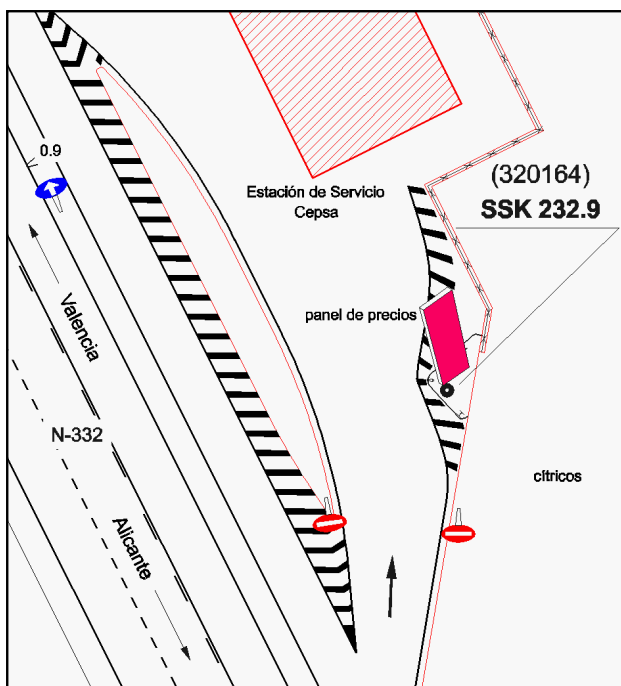 0.9
Estación de Servicio
Cepsa
(320164)
SSK 232.9
Valencia
panel de precios
N-332
Alicante
cítricos